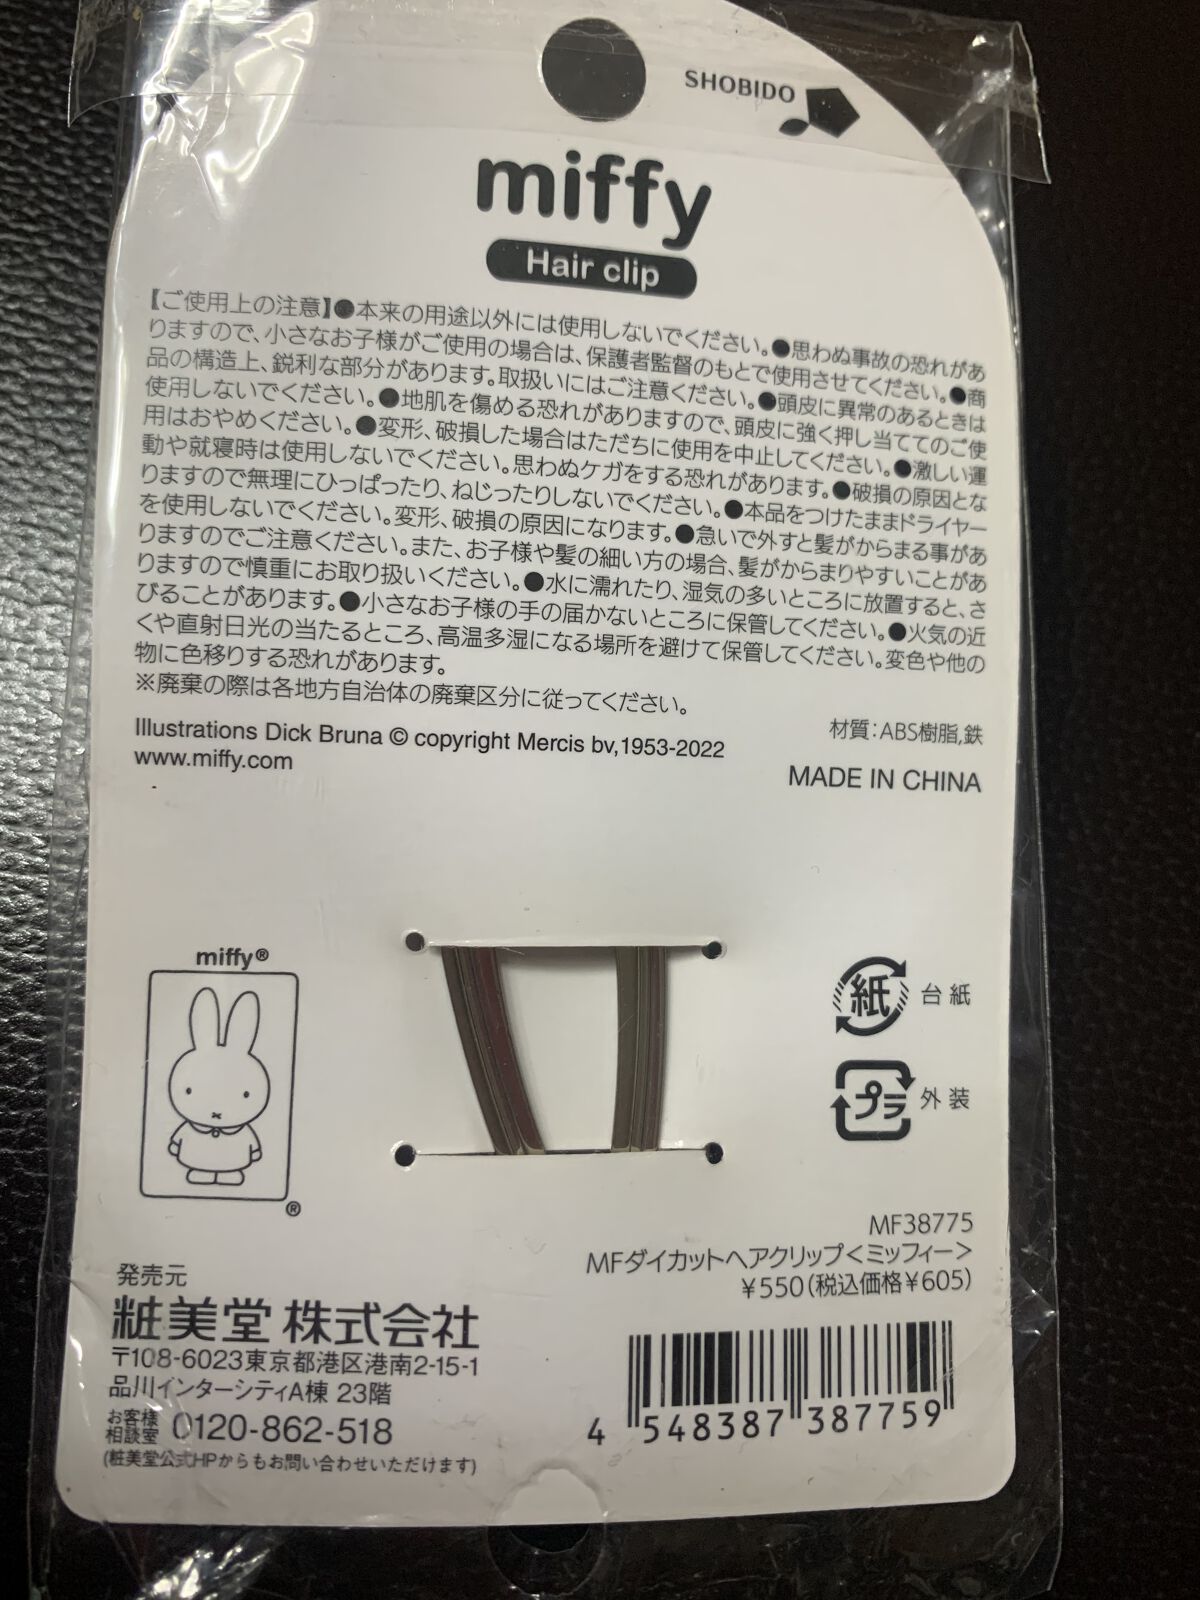 SHOBIDO
miffy
Hair clip
【ご使用上の注意】●本来の用途以外には使用しないでください。●思わぬ事故の恐れがあ
りますので、小さなお子様がご使用の場合は、保護者監督のもとで使用させてください。●商
品の構造上、鋭利な部分があります。取扱いにはご注意ください。●頭皮に異常のあるときは
使用しないでください。●地肌を傷める恐れがありますので、頭皮に強く押し当ててのご使
用はおやめください。●変形、破損した場合はただちに使用を中止してください。●激しい運
動や就寝時は使用しないでください。思わぬケガをする恐れがあります。●破損の原因とな
りますので無理にひっぱったり、ねじったりしないでください。●本品をつけたままドライヤー
を使用しないでください。変形、破損の原因になります。●急いで外すと髪がからまる事があ
りますのでご注意ください。また、お子様や髪の細い方の場合、髪がからまりやすいことがあ
りますので慎重にお取り扱いください。●水に濡れたり、湿気の多いところに放置すると、さ
びることがあります。●小さなお子様の手の届かないところに保管してください。●火気の近
くや直射日光の当たるところ、高温多湿になる場所を避けて保管してください。変色や他の
物に色移りする恐れがあります。
※廃棄の際は各地方自治体の廃棄区分に従ってください。
材質:ABS樹脂,鉄
Illustrations Dick Bruna © copyright Mercis bv,1953-2022
www.miffy.com
MADE IN CHINA
miffy®
®
紙 台紙
プラ 外装
MF38775
MFダイカットヘアクリップ<ミッフィー>
¥550(税込価格¥605)
発売元
粧美堂 株式会社
〒108-6023東京都港区港南2-15-1
品川インターシティA棟 23階
お客様
相談室 0120-862-518
(粧美堂公式HPからもお問い合わせいただけます)
4 548387 387759